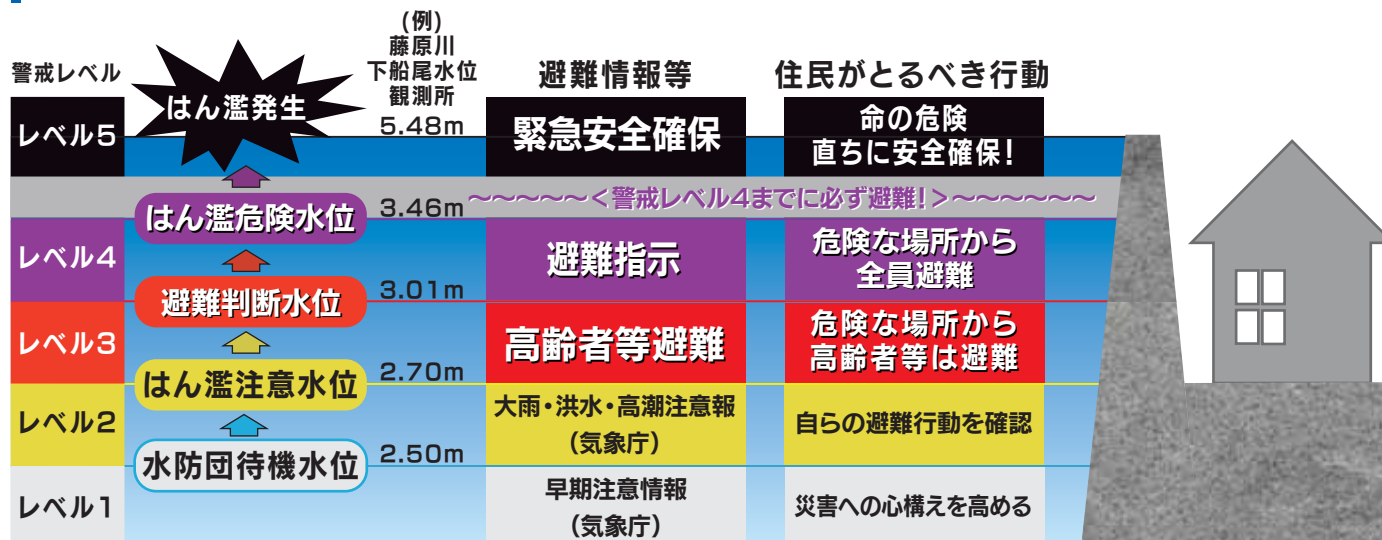 警戒レベル
(例)
藤原川
下船尾水位
観測所
避難情報等
住民がとるべき行動
レベル5
はん濫発生
5.48m
緊急安全確保
命の危険
直ちに安全確保!
～～～～～<警戒レベル4までに必ず避難!>～～～～～～
はん濫危険水位
3.46m
レベル4
避難指示
危険な場所から
全員避難
避難判断水位
3.01m
レベル3
高齢者等避難
危険な場所から
高齢者等は避難
はん濫注意水位
2.70m
レベル2
大雨・洪水・高潮注意報
(気象庁)
自らの避難行動を確認
水防団待機水位
2.50m
レベル1
早期注意情報
(気象庁)
災害への心構えを高める